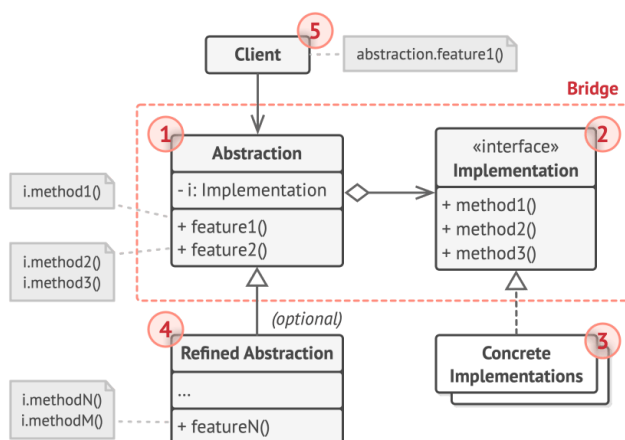 5
Client
abstraction.feature1()
Bridge
1
Abstraction
- i: Implementation
+ feature1()
+ feature2()
i.method1()
i.method2()
i.method3()
2
«interface»
Implementation
+ method1()
+ method2()
+ method3()
(optional)
4
Refined Abstraction
...
+ featureN()
i.methodN()
i.methodM()
3
Concrete
Implementations